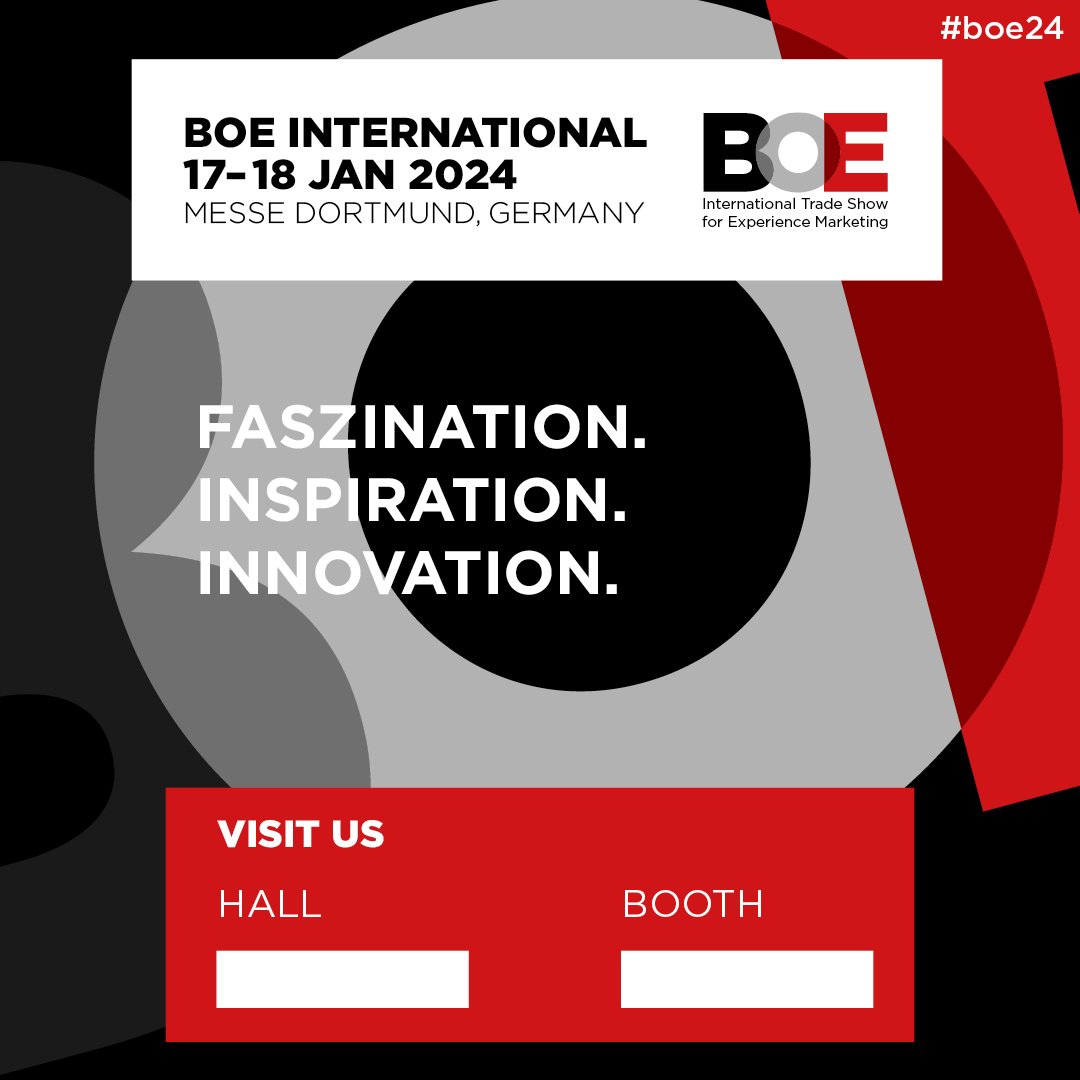 #boe24
BOE INTERNATIONAL
17–18 JAN 2024
MESSE DORTMUND, GERMANY
BOE
International Trade Show
for Experience Marketing
FASZINATION.
INSPIRATION.
INNOVATION.
VISIT US
HALL
BOOTH